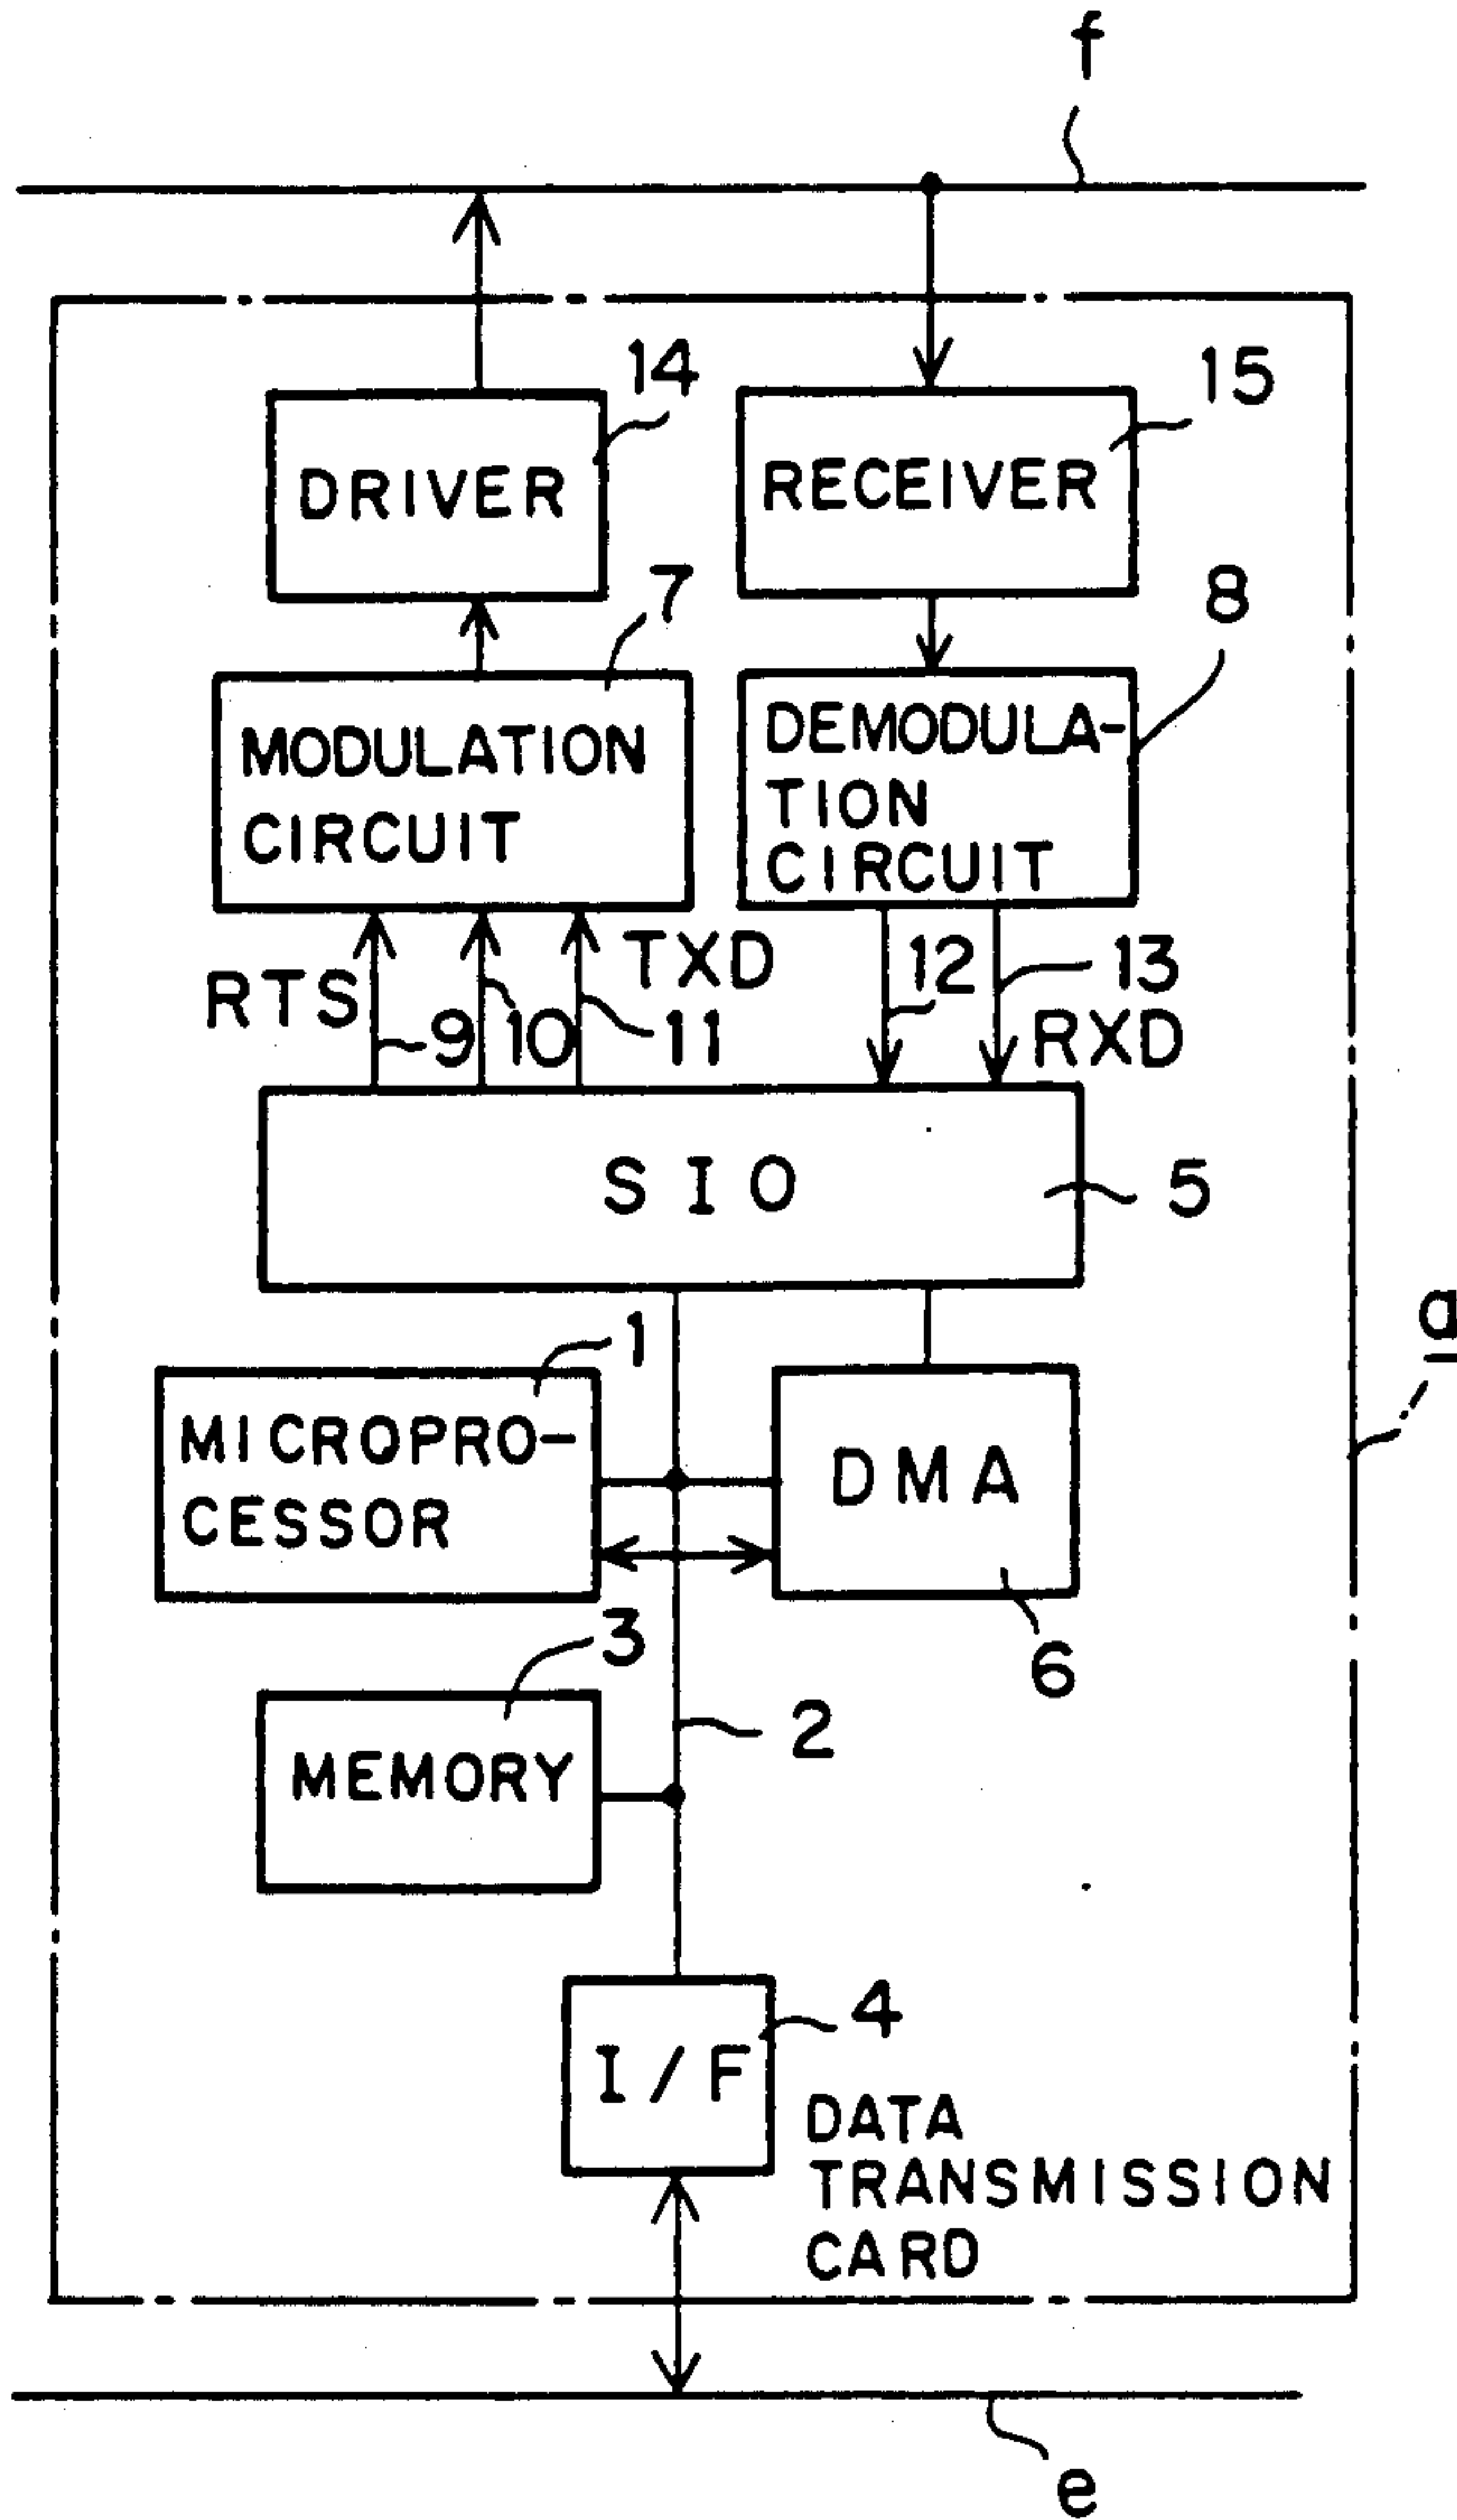 f
14
15
DRIVER
RECEIVER
7
8
MODULATION
CIRCUIT
DEMODULA-
TION
CIRCUIT
RTS
TXD
12
13
9
10
11
RXD
SIO
5
1
a
MICROPRO-
CESSOR
DMA
3
6
MEMORY
2
4
I/F
DATA
TRANSMISSION
CARD
e